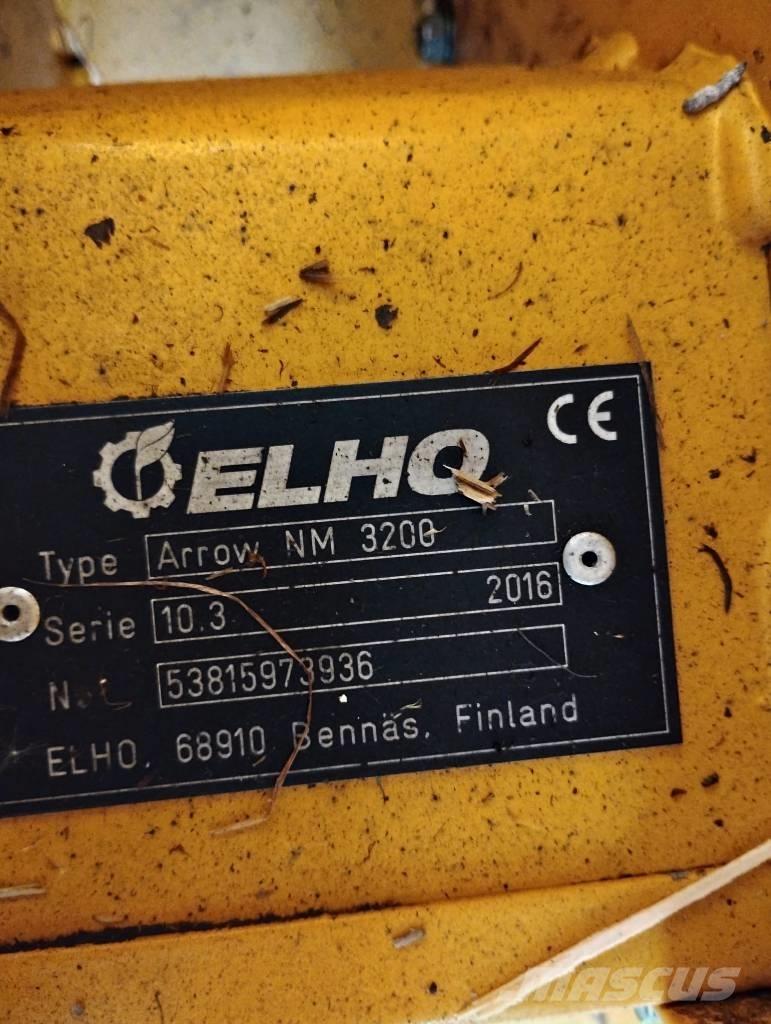 ELHO CE
Type Arrow NM 3200
Serie 10.3 2016
53815973936
ELHO, 68910 Bennäs, Finland
MASCUS